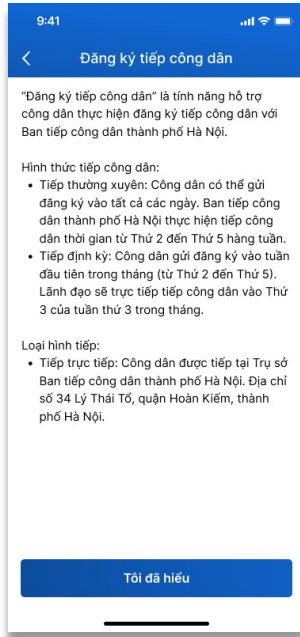 9:41
Đăng ký tiếp công dân
“Đăng ký tiếp công dân” là tính năng hỗ trợ
công dân thực hiện đăng ký tiếp công dân với
Ban tiếp công dân thành phố Hà Nội.
Hình thức tiếp công dân:
• Tiếp thường xuyên: Công dân có thể gửi
đăng ký vào tất cả các ngày. Ban tiếp công
dân thành phố Hà Nội thực hiện tiếp công
dân thời gian từ Thứ 2 đến Thứ 5 hàng tuần.
• Tiếp định kỳ: Công dân gửi đăng ký vào tuần
đầu tiên trong tháng (từ Thứ 2 đến Thứ 5).
Lãnh đạo sẽ trực tiếp tiếp công dân vào Thứ
3 của tuần thứ 3 trong tháng.
Loại hình tiếp:
• Tiếp trực tiếp: Công dân được tiếp tại Trụ sở
Ban tiếp công dân thành phố Hà Nội. Địa chỉ
số 34 Lý Thái Tổ, quận Hoàn Kiếm, thành
phố Hà Nội.
Tôi đã hiểu